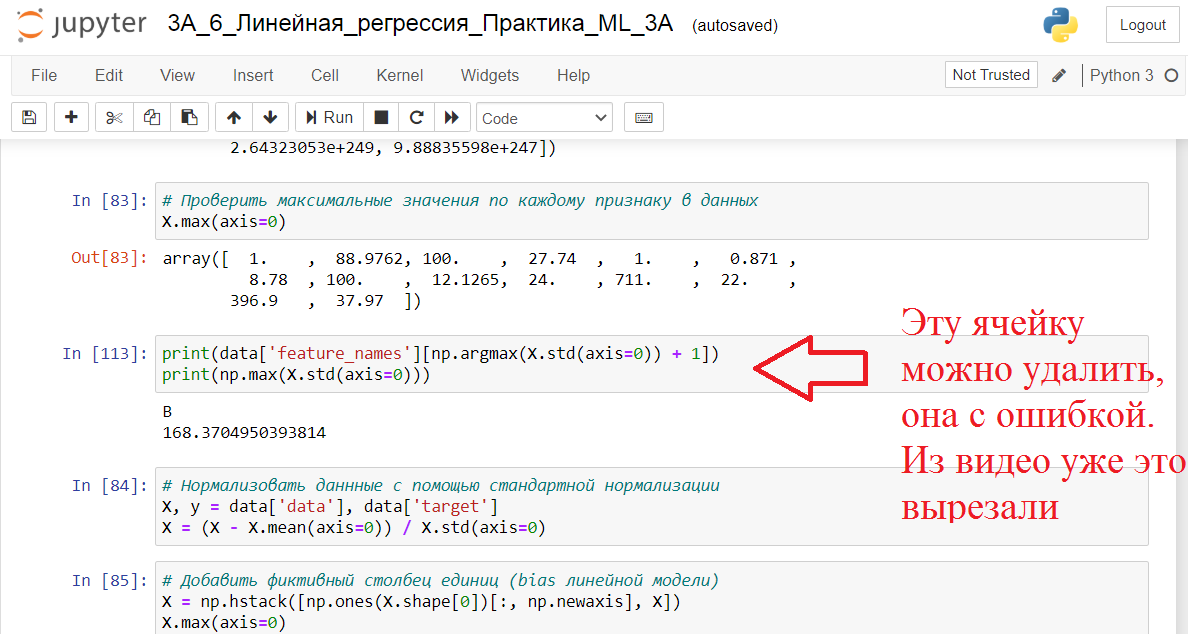 jupyter 3A_6_Линейная_регрессия_Практика_ML_3A (autosaved) Logout
File Edit View Insert Cell Kernel Widgets Help Not Trusted Python 3
Run Code
2.64323053e+249, 9.88835598e+247])
In [83]: # Проверить максимальные значения по каждому признаку в данных
X.max(axis=0)
Out[83]: array([ 1. , 88.9762, 100. , 27.74 , 1. , 0.871 ,
8.78 , 100. , 12.1265, 24. , 711. , 22. ,
396.9 , 37.97 ])
In [113]: print(data['feature_names'][np.argmax(X.std(axis=0)) + 1])
print(np.max(X.std(axis=0)))
B
168.3704950393814
Эту ячейку
можно удалить,
она с ошибкой.
Из видео уже это
вырезали
In [84]: # Нормализовать даннные с помощью стандартной нормализации
X, y = data['data'], data['target']
X = (X - X.mean(axis=0)) / X.std(axis=0)
In [85]: # Добавить фиктивный столбец единиц (bias линейной модели)
X = np.hstack([np.ones(X.shape[0])[:, np.newaxis], X])
X.max(axis=0)